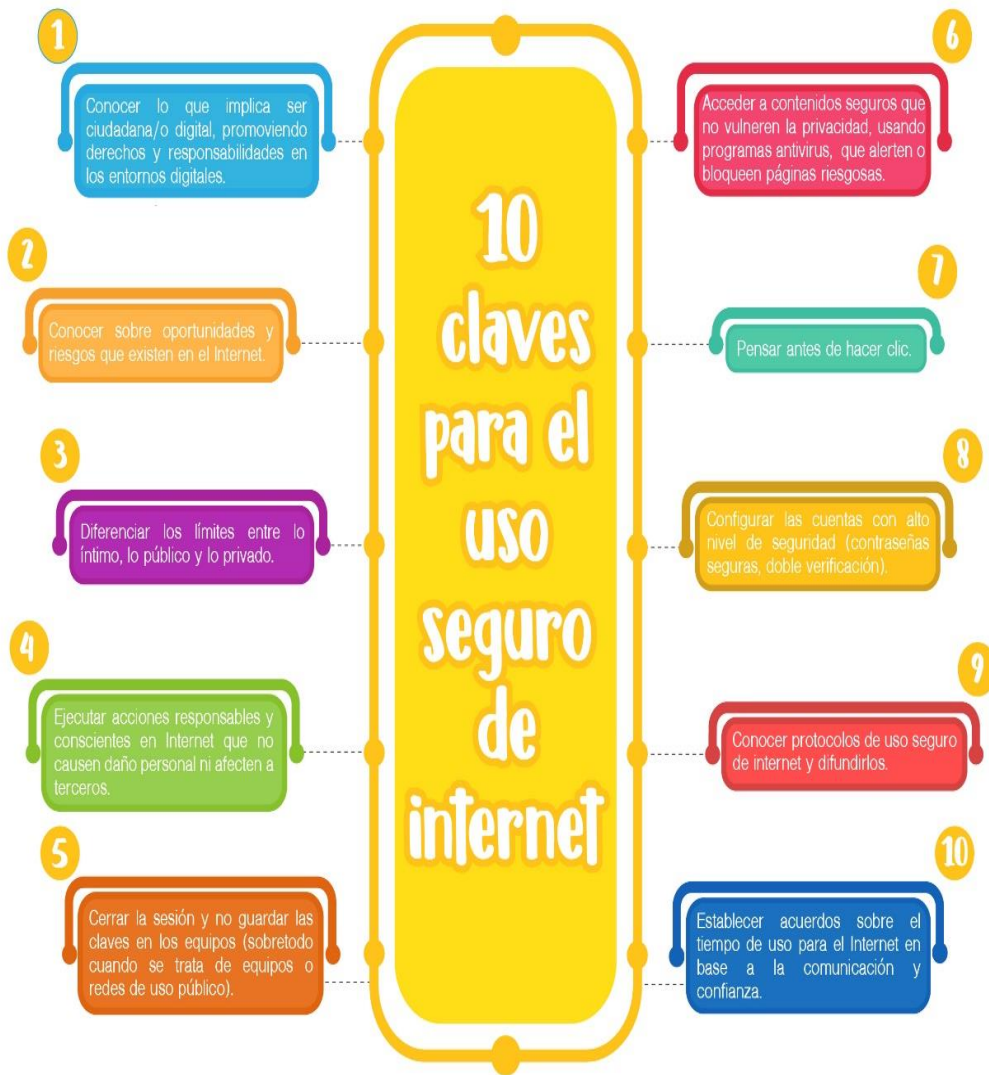 10
claves
para el
uso
seguro
de
internet
1
Conocer lo que implica ser
ciudadana/o digital, promoviendo
derechos y responsabilidades en
los entornos digitales.
2
Conocer sobre oportunidades y
riesgos que existen en el Internet.
3
Diferenciar los límites entre lo
íntimo, lo público y lo privado.
4
Ejecutar acciones responsables y
conscientes en Internet que no
causen daño personal ni afecten a
terceros.
5
Cerrar la sesión y no guardar las
claves en los equipos (sobretodo
cuando se trata de equipos o
redes de uso público).
6
Acceder a contenidos seguros que
no vulneren la privacidad, usando
programas antivirus, que alerten o
bloqueen páginas riesgosas.
7
Pensar antes de hacer clic.
8
Configurar las cuentas con alto
nivel de seguridad (contraseñas
seguras, doble verificación).
9
Conocer protocolos de uso seguro
de internet y difundirlos.
10
Establecer acuerdos sobre el
tiempo de uso para el Internet en
base a la comunicación y
confianza.